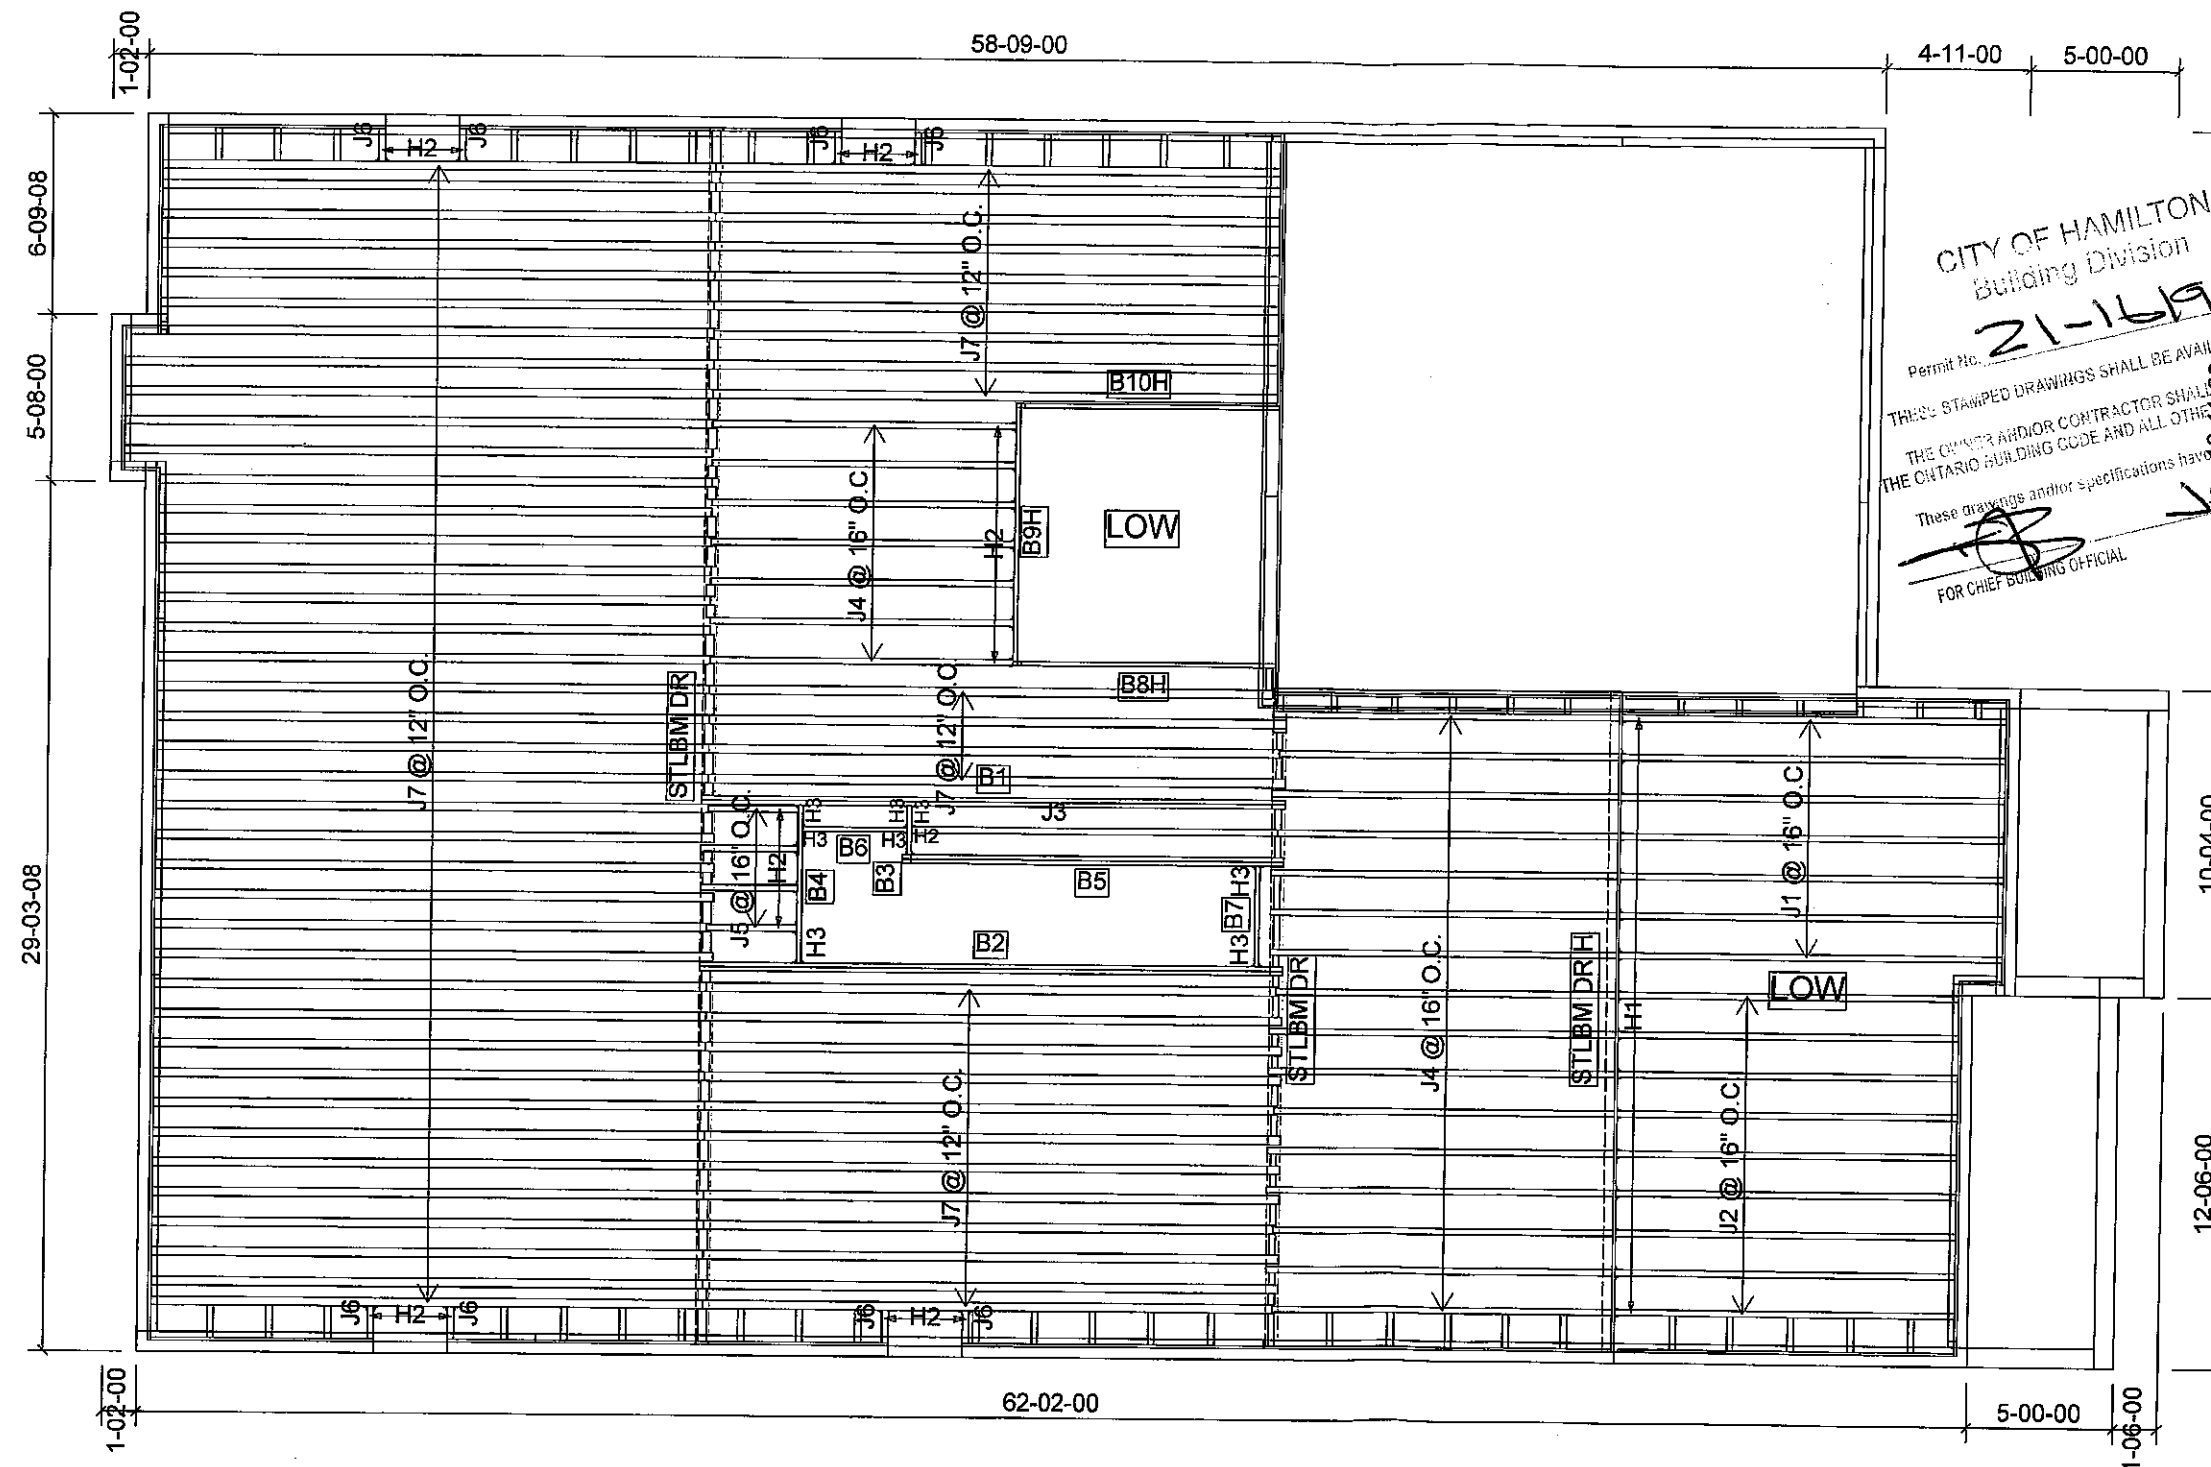 1-02-00
58-09-00
4-11-00
5-00-00
6-09-08
5-08-00
29-03-08
J6
H2
J6
J6
H2
J6
J7 @ 12" O.C.
J7 @ 12" O.C.
B10H
J4 @ 16" O.C.
H2
B9H
LOW
B8H
J7 @ 12" O.C.
STLBM DR
B1
J3
H3
H3
H3
H3
H3
H2
B6
B3
B4
B5
J5 @ 16" O.C.
H2
H3
B2
H3
B7
H3
STLBM DR
J4 @ 16" O.C.
STLBM DR H
H1
J1 @ 16" O.C.
LOW
J2 @ 16" O.C.
J7 @ 12" O.C.
J6
H2
J6
J6
H2
J6
CITY OF HAMILTON
Building Division
Permit No. 21-1619
THESE STAMPED DRAWINGS SHALL BE AVAIL
THE OWNER AND/OR CONTRACTOR SHALL
THE ONTARIO BUILDING CODE AND ALL OTHE
These drawings and/or specifications have
FOR CHIEF BUILDING OFFICIAL
10-04-00
12-06-00
1-02-00
62-02-00
5-00-00
1-06-00